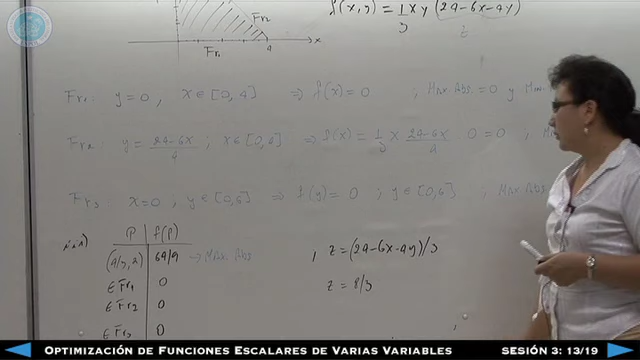 f(x,y) = 1/3 xy (24-6x-4y)
z
Fr2
Fr1 4 x
Fr1: y=0, x∈[0,4] ⇒ f(x)=0 ; Max Abs. = 0 y Min
Fr2: y = 24-6x/4 ; x∈[0,4] ⇒ f(x) = 1/3 x 24-6x/4 0 = 0 ; M
Fr3: x=0, y∈[0,6] ⇒ f(y) = 0 ; y∈[0,6] ; Max Abs
iii)
P f(P)
(4/3, 2) 64/9 → Max Abs
∈ Fr1 0
∈ Fr2 0
∈ Fr3 0
, z = (24-6x-4y)/3
z = 8/3
OPTIMIZACIÓN DE FUNCIONES ESCALARES DE VARIAS VARIABLES SESIÓN 3: 13/19